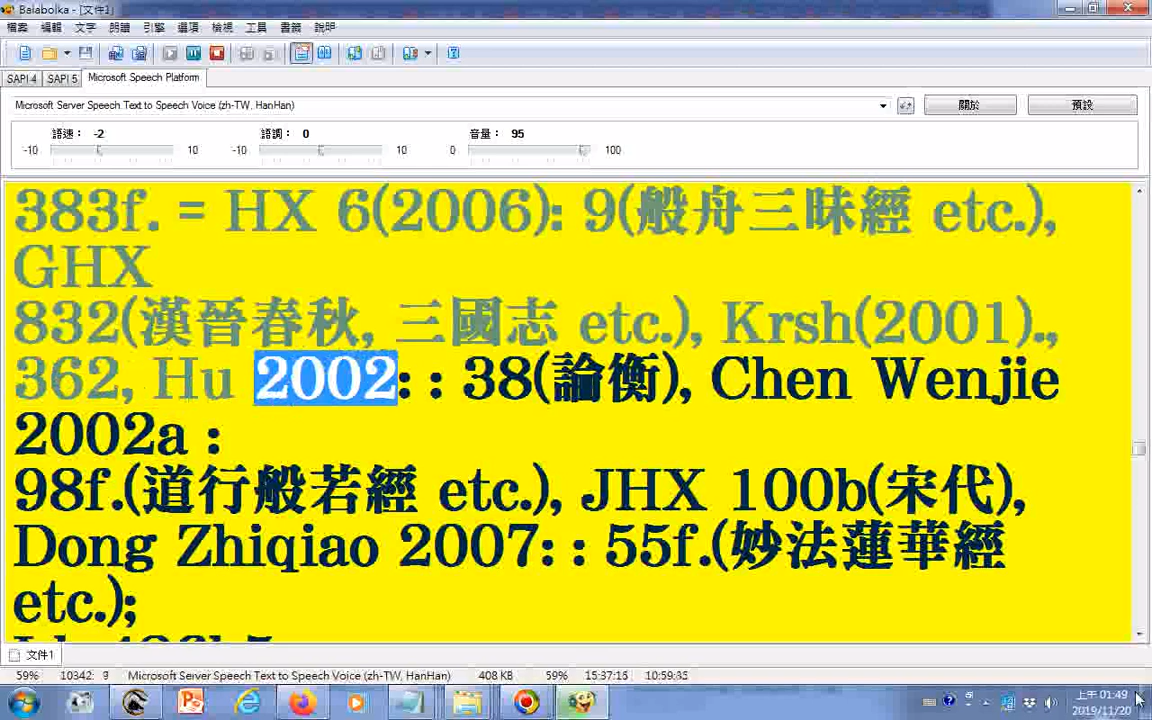 Balabolka - [文件1]
檔案 編輯 文字 朗讀 引擎 選項 檢視 工具 書籤 說明
SAPI 4 SAPI 5 Microsoft Speech Platform
Microsoft Server Speech Text to Speech Voice (zh-TW, HanHan) 關於 預設
語速： -2 語調： 0 音量： 95
-10 10 -10 10 0 100
383f. = HX 6(2006): 9(般舟三昧經 etc.),
GHX
832(漢晉春秋, 三國志 etc.), Krsh(2001).,
362, Hu 2002: : 38(論衡), Chen Wenjie
2002a :
98f.(道行般若經 etc.), JHX 100b(宋代),
Dong Zhiqiao 2007: : 55f.(妙法蓮華經
etc.);
文件1
59% 10342: 9 Microsoft Server Speech Text to Speech Voice (zh-TW, HanHan) 408 KB 59% 15:37:15 10:59:35
上午 01:49
2019/11/20